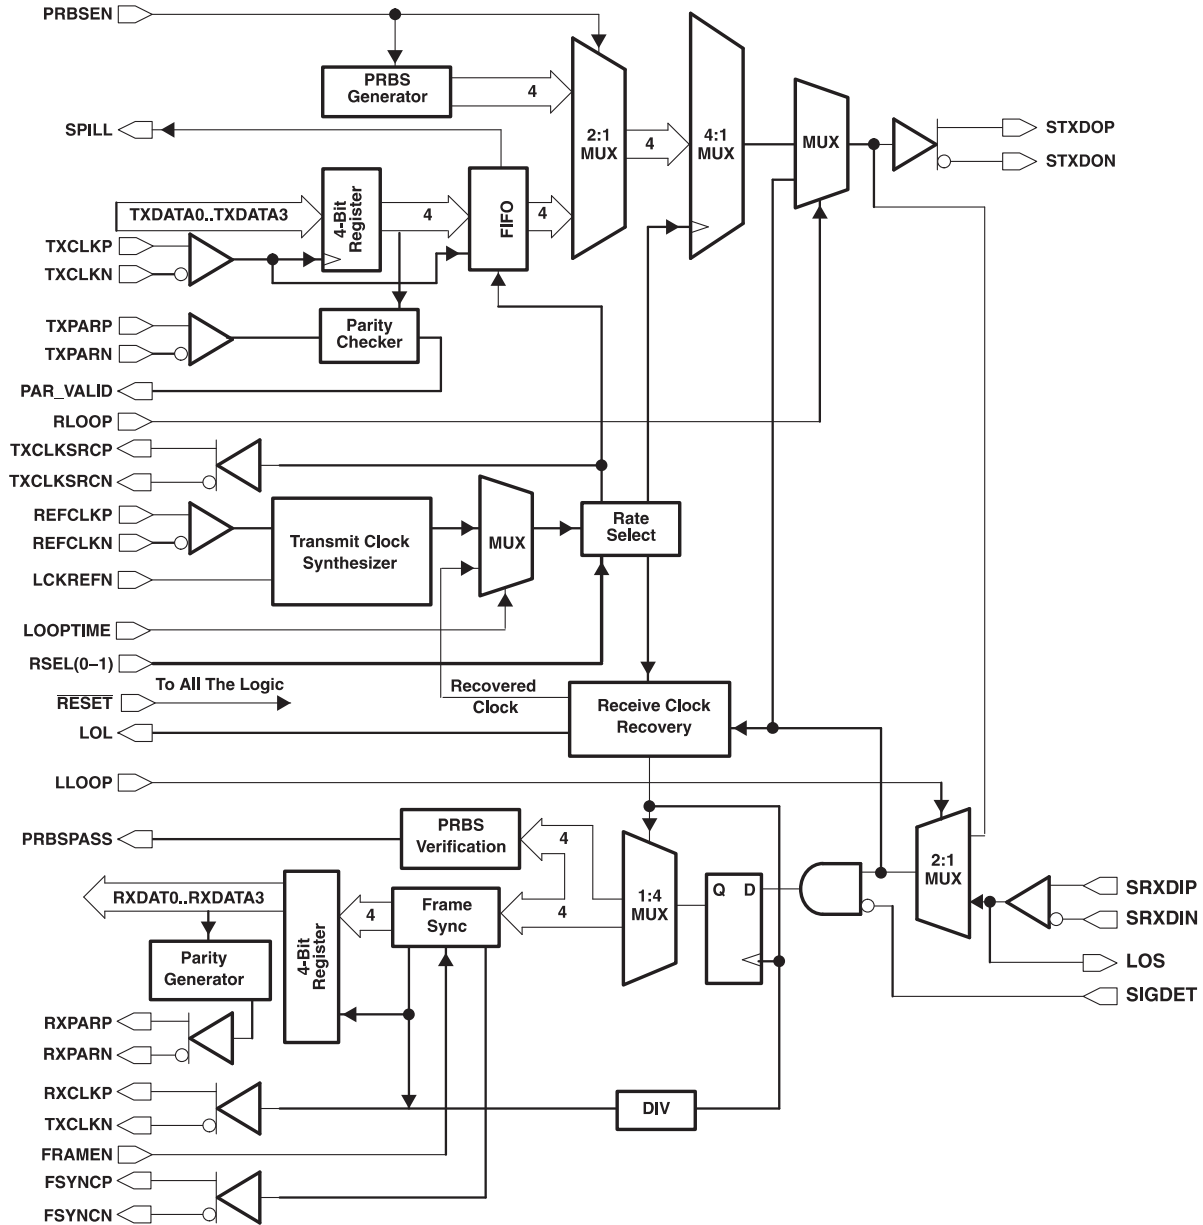 PRBSEN
PRBS
Generator
4
2:1
MUX
4
4:1
MUX
MUX
STXDOP
STXDON
SPILL
TXDATA0..TXDATA3
4-Bit
Register
4
FIFO
4
TXCLKP
TXCLKN
TXPARP
TXPARN
Parity
Checker
PAR_VALID
RLOOP
TXCLKSRCP
TXCLKSRCN
REFCLKP
REFCLKN
LCKREFN
Transmit Clock
Synthesizer
MUX
Rate
Select
LOOPTIME
RSEL(0–1)
RESET
To All The Logic
Recovered
Clock
Receive Clock
Recovery
LOL
LLOOP
PRBSPASS
PRBS
Verification
4
1:4
MUX
Q D
2:1
MUX
SRXDIP
SRXDIN
LOS
SIGDET
RXDAT0..RXDATA3
4-Bit
Register
4
Frame
Sync
4
Parity
Generator
RXPARP
RXPARN
RXCLKP
TXCLKN
DIV
FRAMEN
FSYNCP
FSYNCN